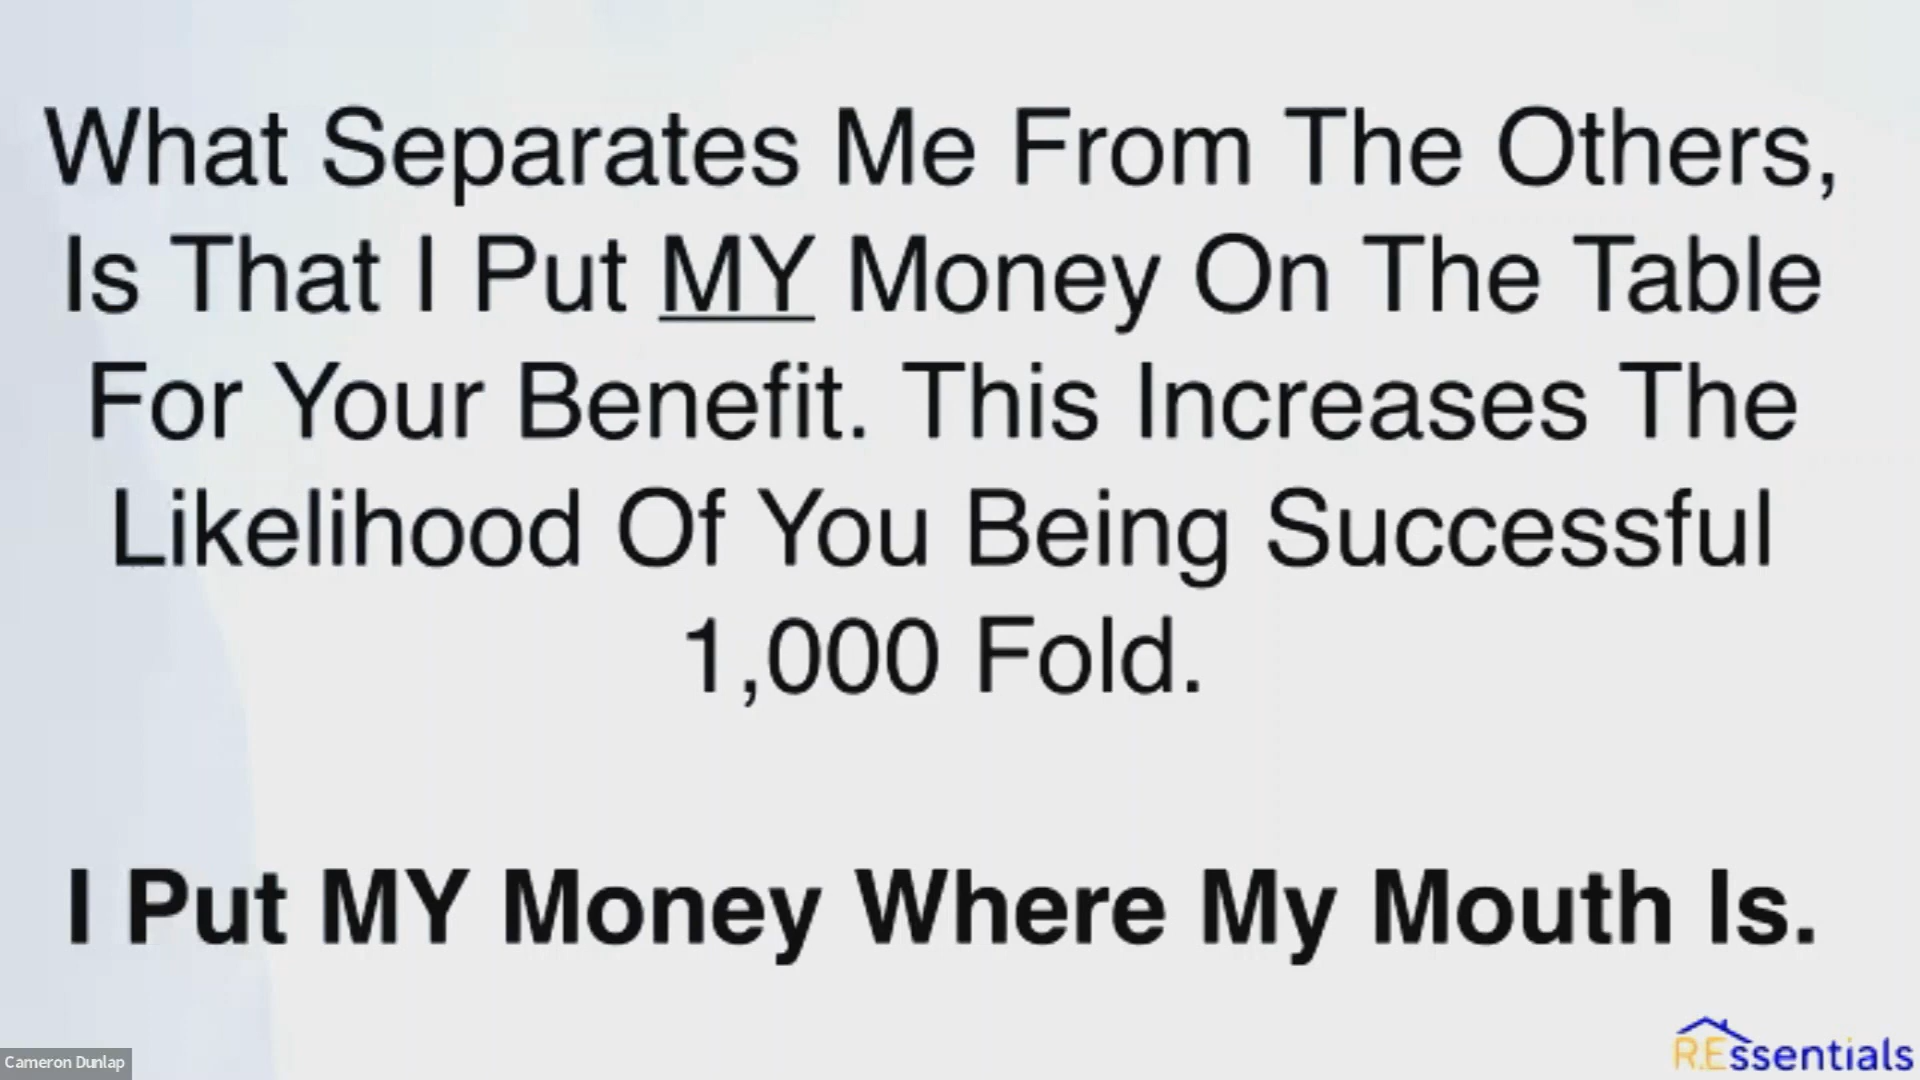 What Separates Me From The Others,
Is That I Put MY Money On The Table
For Your Benefit. This Increases The
Likelihood Of You Being Successful
1,000 Fold.
I Put MY Money Where My Mouth Is.
Cameron Dunlap
R.Essentials